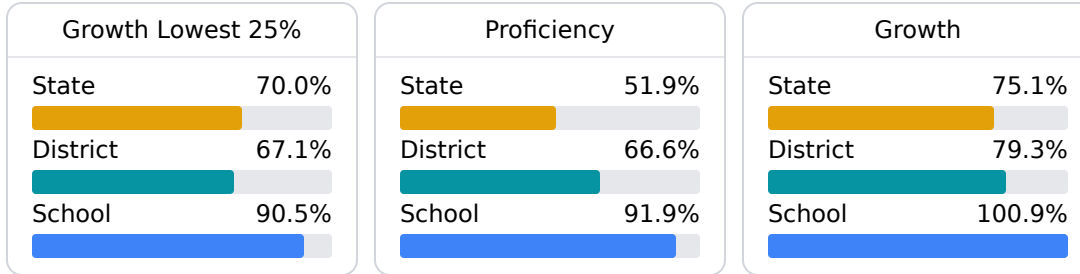 Growth Lowest 25%
State 70.0%
District 67.1%
School 90.5%
Proficiency
State 51.9%
District 66.6%
School 91.9%
Growth
State 75.1%
District 79.3%
School 100.9%